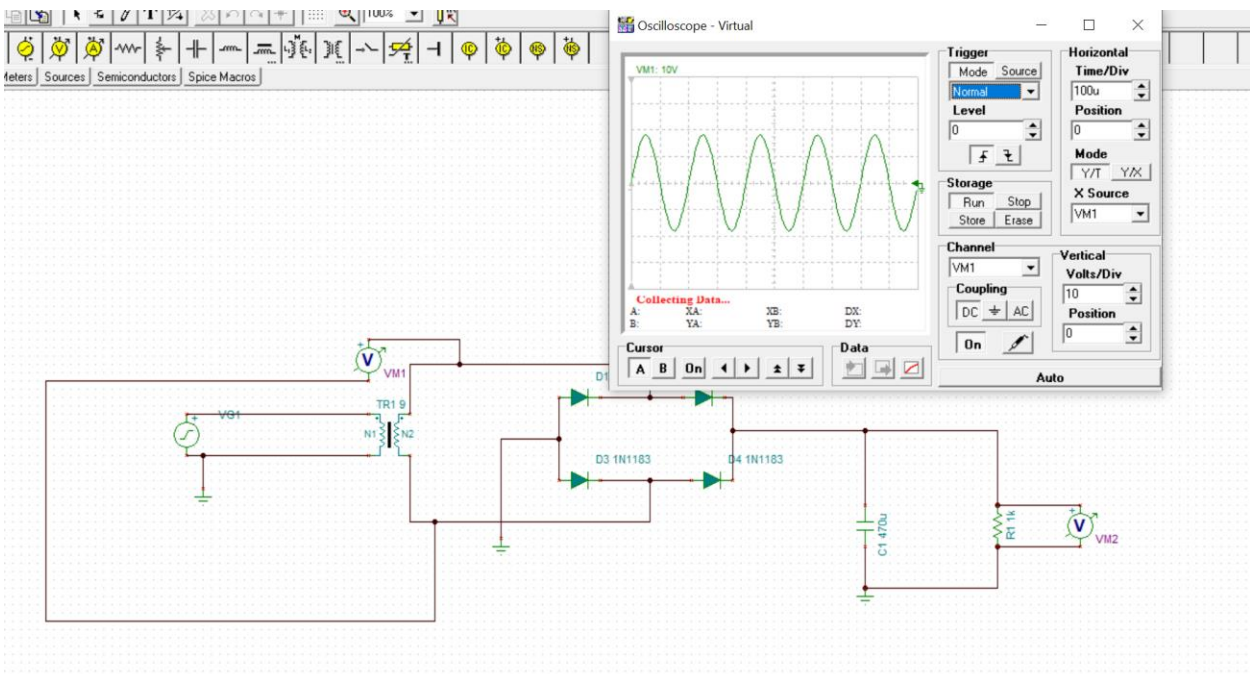 100%
Oscilloscope - Virtual
Meters Sources Semiconductors Spice Macros
VM1: 10V
Collecting Data...
A: XA: XB: DX:
B: YA: YB: DY:
Cursor
A B On
Data
Trigger
Mode Source
Normal
Level
0
Storage
Run Stop
Store Erase
Channel
VM1
Coupling
DC AC
On
Horizontal
Time/Div
100u
Position
0
Mode
Y/T Y/X
X Source
VM1
Vertical
Volts/Div
10
Position
0
Auto
V
VM1
VG1
TR1 9
N1 N2
D1
D3 1N1183
D4 1N1183
C1 470u
R1 1k
V
VM2